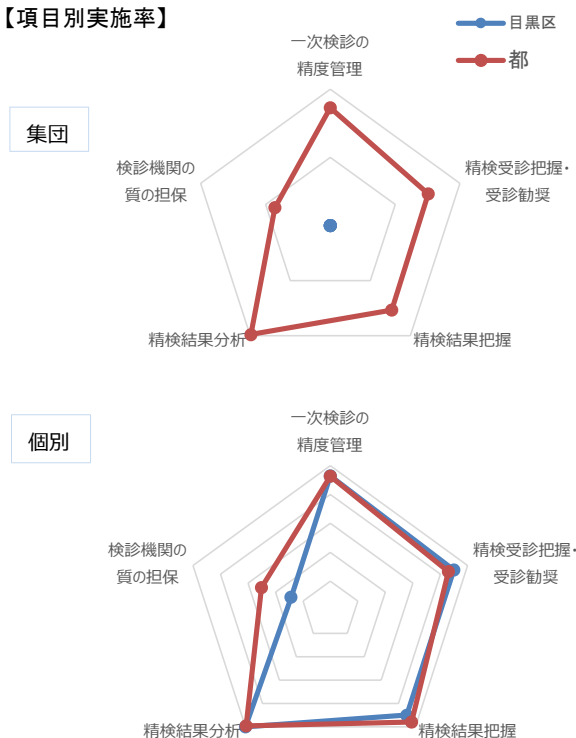 【項目別実施率】
目黒区
都
集団
一次検診の
精度管理
精検受診把握・
受診勧奨
精検結果把握
精検結果分析
検診機関の
質の担保
個別
一次検診の
精度管理
精検受診把握・
受診勧奨
精検結果把握
精検結果分析
検診機関の
質の担保